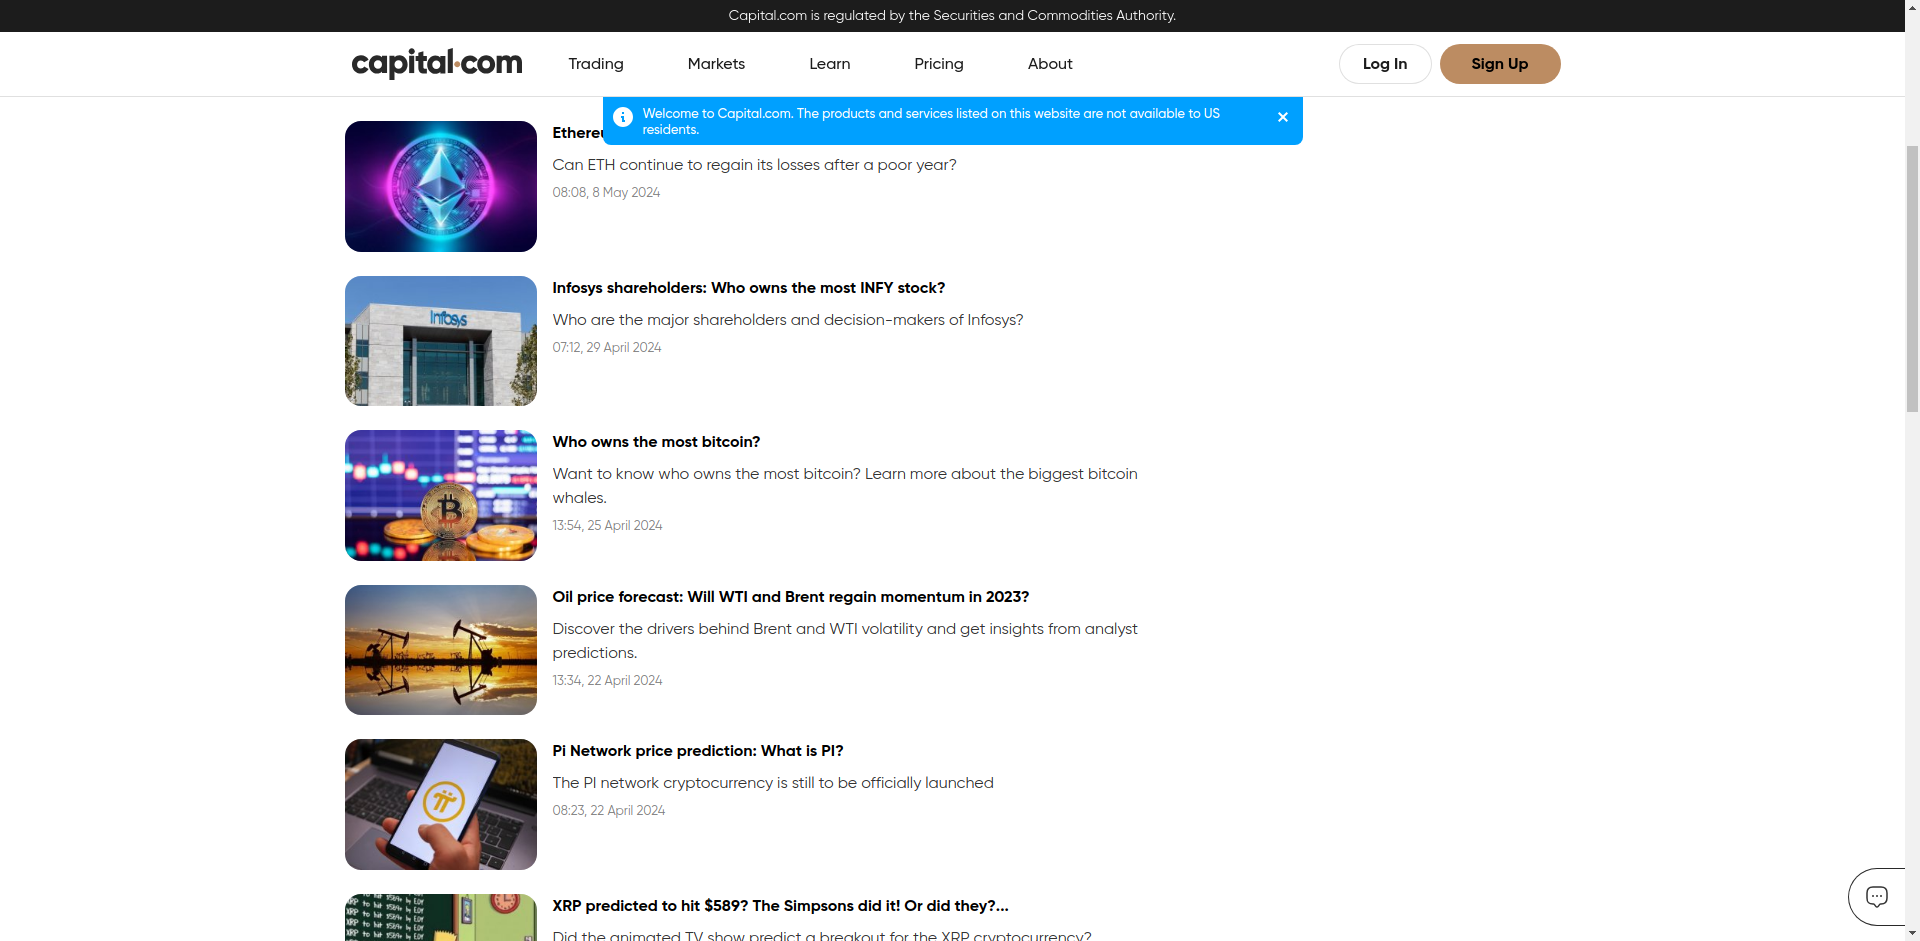 Capital.com is regulated by the Securities and Commodities Authority.
capital.com
Trading
Markets
Learn
Pricing
About
Log In
Sign Up
Welcome to Capital.com. The products and services listed on this website are not available to US
residents.
Can ETH continue to regain its losses after a poor year?
08:08, 8 May 2024
Infosys
Infosys shareholders: Who owns the most INFY stock?
Who are the major shareholders and decision-makers of Infosys?
07:12, 29 April 2024
Who owns the most bitcoin?
Want to know who owns the most bitcoin? Learn more about the biggest bitcoin
whales.
13:54, 25 April 2024
Oil price forecast: Will WTI and Brent regain momentum in 2023?
Discover the drivers behind Brent and WTI volatility and get insights from analyst
predictions.
13:34, 22 April 2024
Pi Network price prediction: What is PI?
The PI network cryptocurrency is still to be officially launched
08:23, 22 April 2024
XRP predicted to hit $589? The Simpsons did it! Or did they?...
Did the animated TV show predict a breakout for the XRP cryptocurrency?